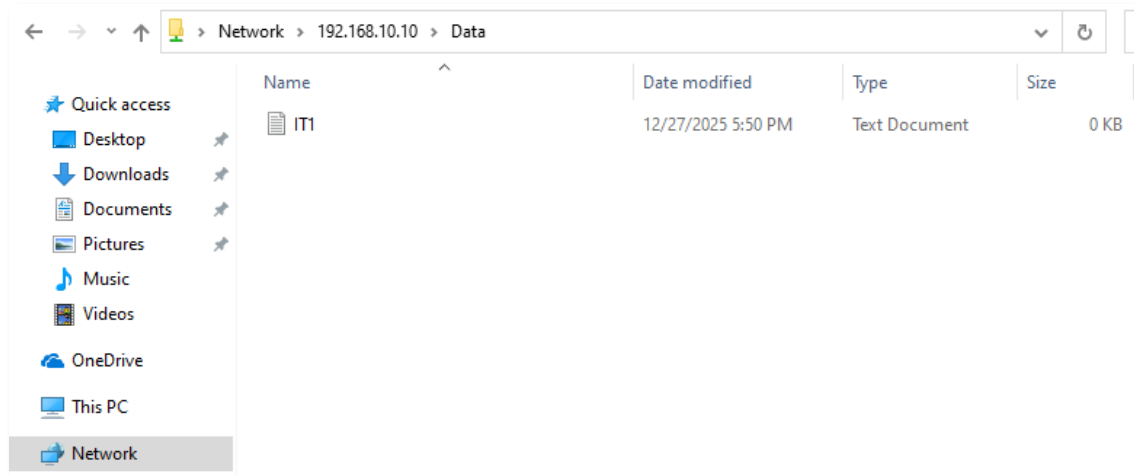 Network > 192.168.10.10 > Data
Name Date modified Type Size
Quick access
IT1 12/27/2025 5:50 PM Text Document 0 KB
Desktop
Downloads
Documents
Pictures
Music
Videos
OneDrive
This PC
Network